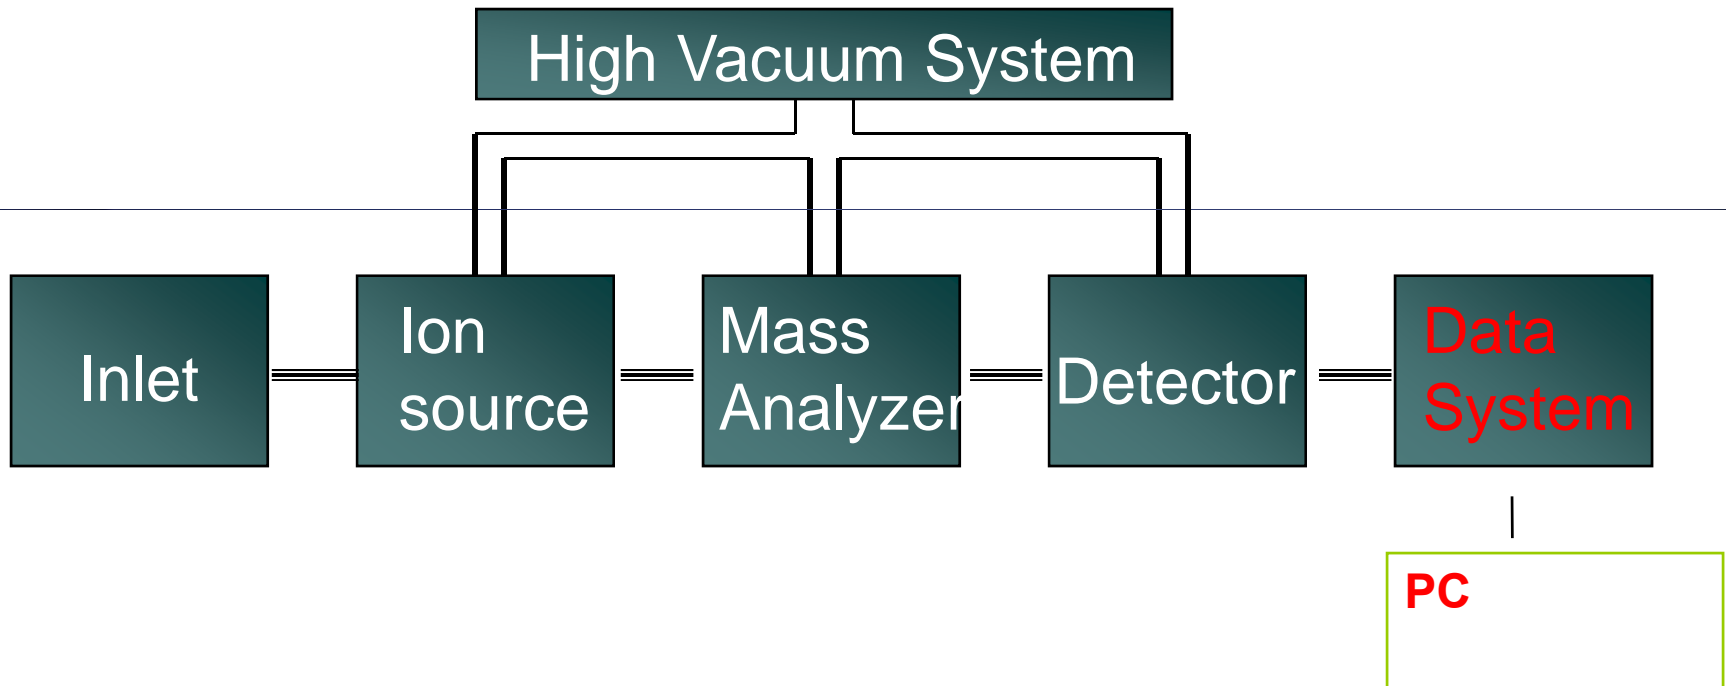 High Vacuum System
Inlet
Ion
source
Mass
Analyzer
Detector
Data
System
PC